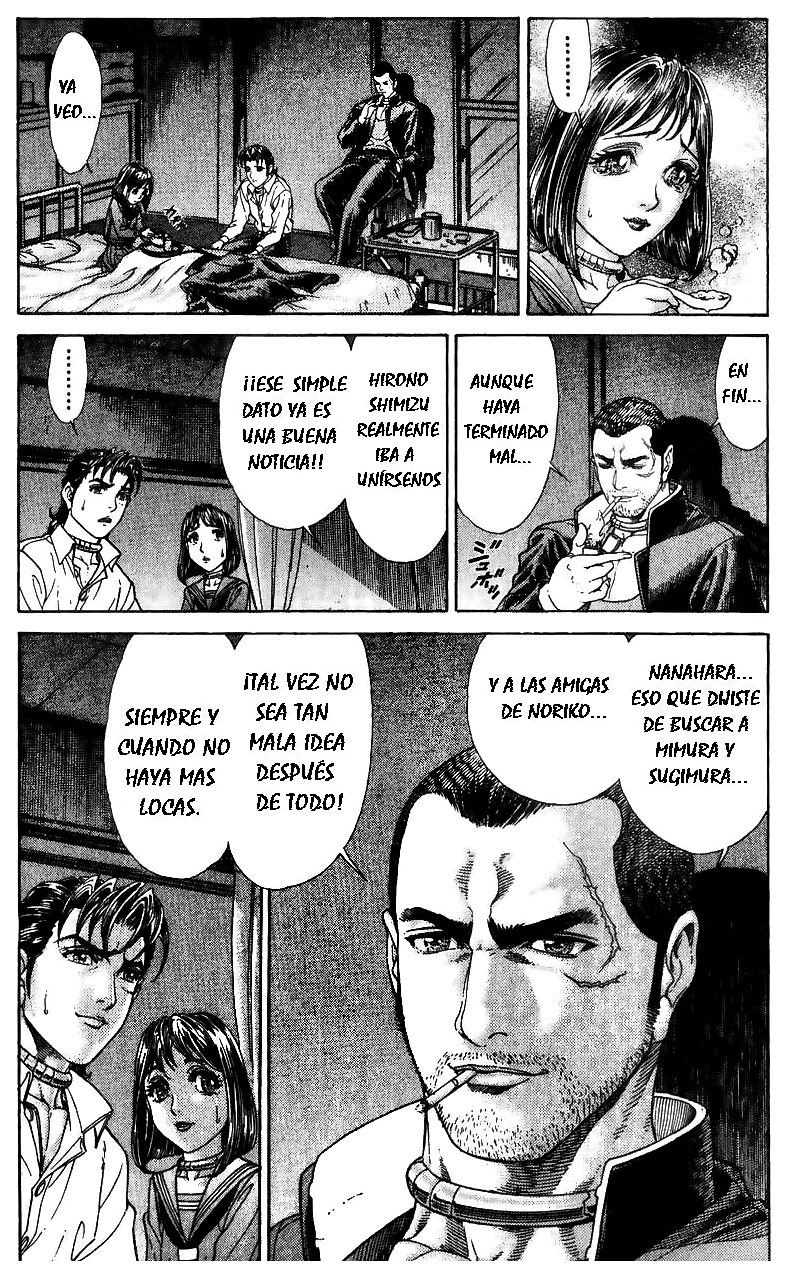 .........
YA
VEO...
EN
FIN...
AUNQUE
HAYA
TERMINADO
MAL...
HIRONO
SHIMIZU
REALMENTE
IBA A
UNÍRSENOS
¡¡ESE SIMPLE
DATO YA ES
UNA BUENA
NOTICIA!!
.........
NANAHARA...
ESO QUE DIJISTE
DE BUSCAR A
MIMURA Y
SUGIMURA...
Y A LAS AMIGAS
DE NORIKO...
¡TAL VEZ NO
SEA TAN
MALA IDEA
DESPUÉS
DE TODO!
SIEMPRE Y
CUANDO NO
HAYA MAS
LOCAS.